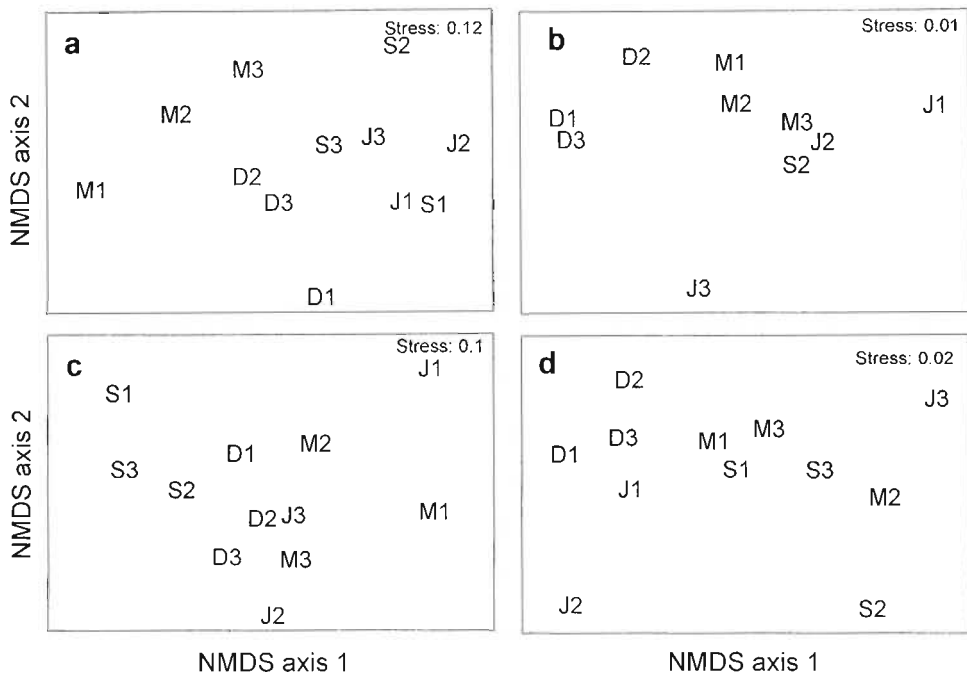 a
Stress: 0.12
S2
M3
M2
S3 J3 J2
D2
M1
D3
J1 S1
D1
NMDS axis 2
b
Stress: 0.01
D2 M1
M2 J1
D1
M3
D3
J2
S2
J3
c
Stress: 0.1
J1
S1
M2
D1
S3
S2
M1
D2 J3
D3 M3
J2
NMDS axis 2
NMDS axis 1
d
Stress: 0.02
D2
J3
M3
D3 M1
D1
S1 S3
J1
M2
J2 S2
NMDS axis 1